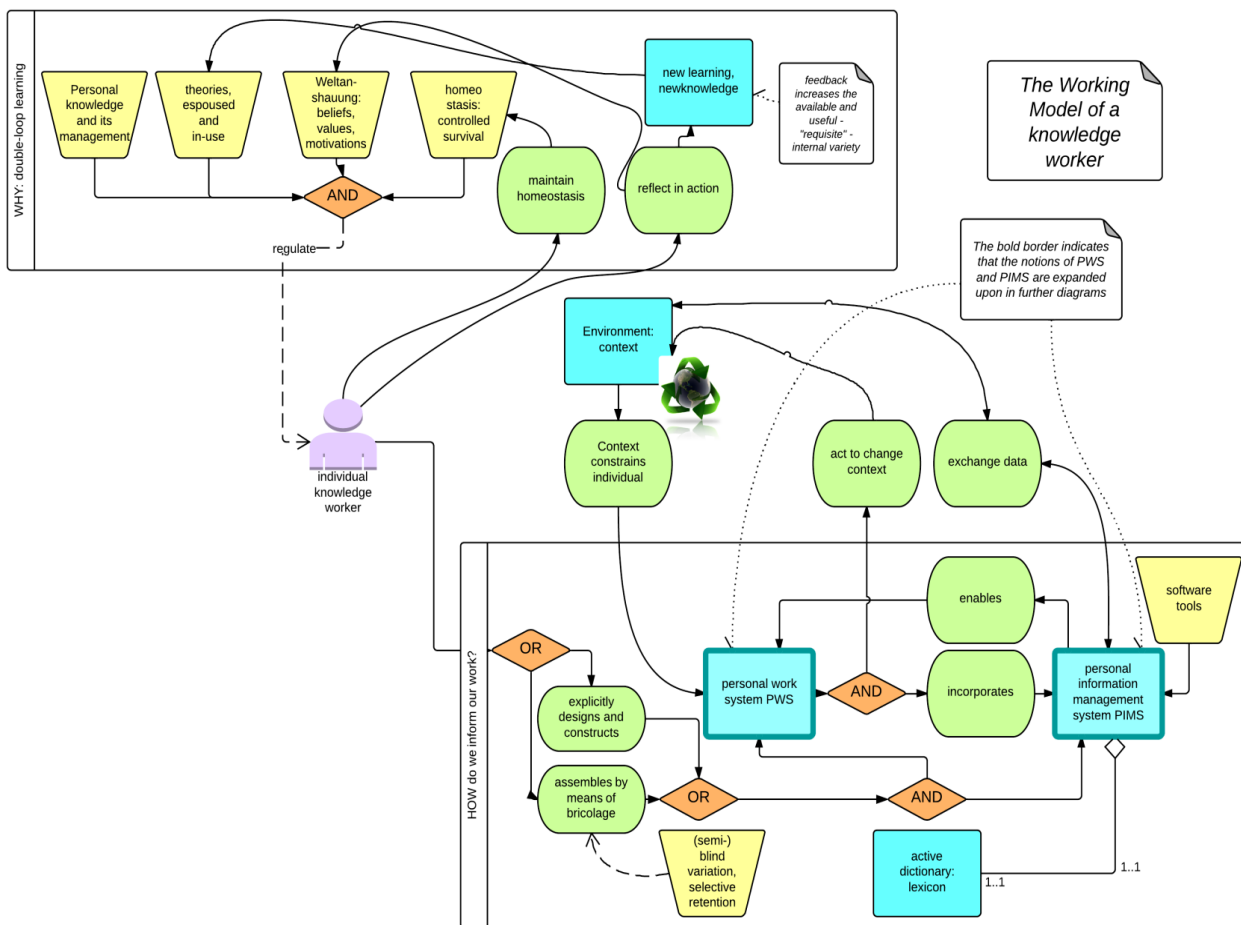 WHY: double-loop learning
Personal
knowledge
and its
management
theories,
espoused
and
in-use
Weltan-
shauung:
beliefs,
values,
motivations
homeo
stasis:
controlled
survival
new learning,
newknowledge
feedback
increases the
available and
useful -
"requisite" -
internal variety
The Working
Model of a
knowledge
worker
maintain
homeostasis
reflect in action
AND
regulate
The bold border indicates
that the notions of PWS
and PIMS are expanded
upon in further diagrams
Environment:
context
individual
knowledge
worker
Context
constrains
individual
act to change
context
exchange data
HOW do we inform our work?
enables
software
tools
OR
personal work
system PWS
AND
incorporates
personal
information
management
system PIMS
explicitly
designs and
constructs
assembles by
means of
bricolage
OR
AND
(semi-)
blind
variation,
selective
retention
active
dictionary:
lexicon
1..1
1..1